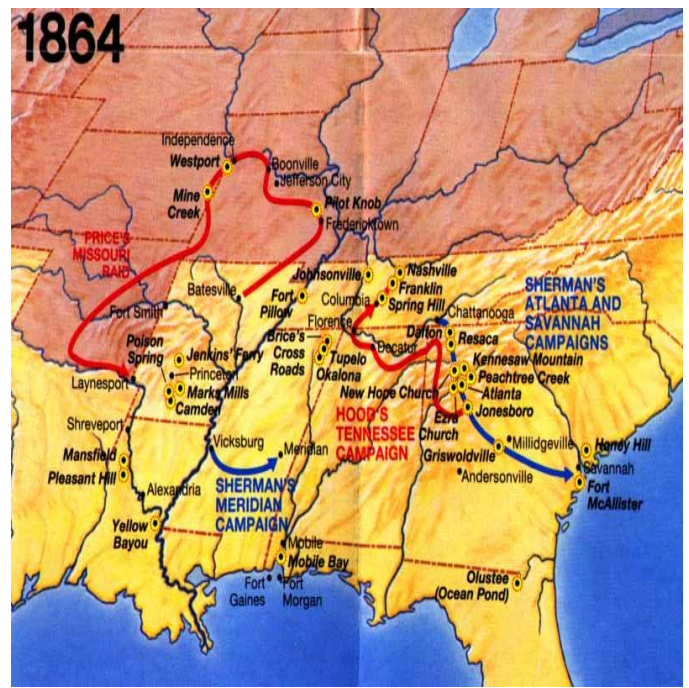 1864
Independence
Westport
Boonville
Jefferson City
Mine
Creek
Pilot Knob
Fredericktown
PRICE'S
MISSOURI
RAID
Johnsonville
Nashville
Franklin
Spring Hill
Columbia
Batesville
Fort
Pillow
SHERMAN'S
ATLANTA AND
SAVANNAH
CAMPAIGNS
Chattanooga
Fort Smith
Florence
Dalton
Resaca
Poison
Spring
Jenkins' Ferry
Princeton
Brice's
Cross
Roads
Tupelo
Okalona
Decatur
Kennesaw Mountain
Peachtree Creek
Laynesport
Marks Mills
Camden
New Hope Church
Atlanta
Jonesboro
HOOD'S
TENNESSEE
CAMPAIGN
Ezra
Church
Shreveport
Vicksburg
Meridian
Millidgeville
Honey Hill
Griswoldville
Mansfield
Pleasant Hill
SHERMAN'S
MERIDIAN
CAMPAIGN
Andersonville
Savannah
Fort
McAllister
Alexandria
Yellow
Bayou
Mobile
Mobile Bay
Fort
Gaines
Fort
Morgan
Olustee
(Ocean Pond)